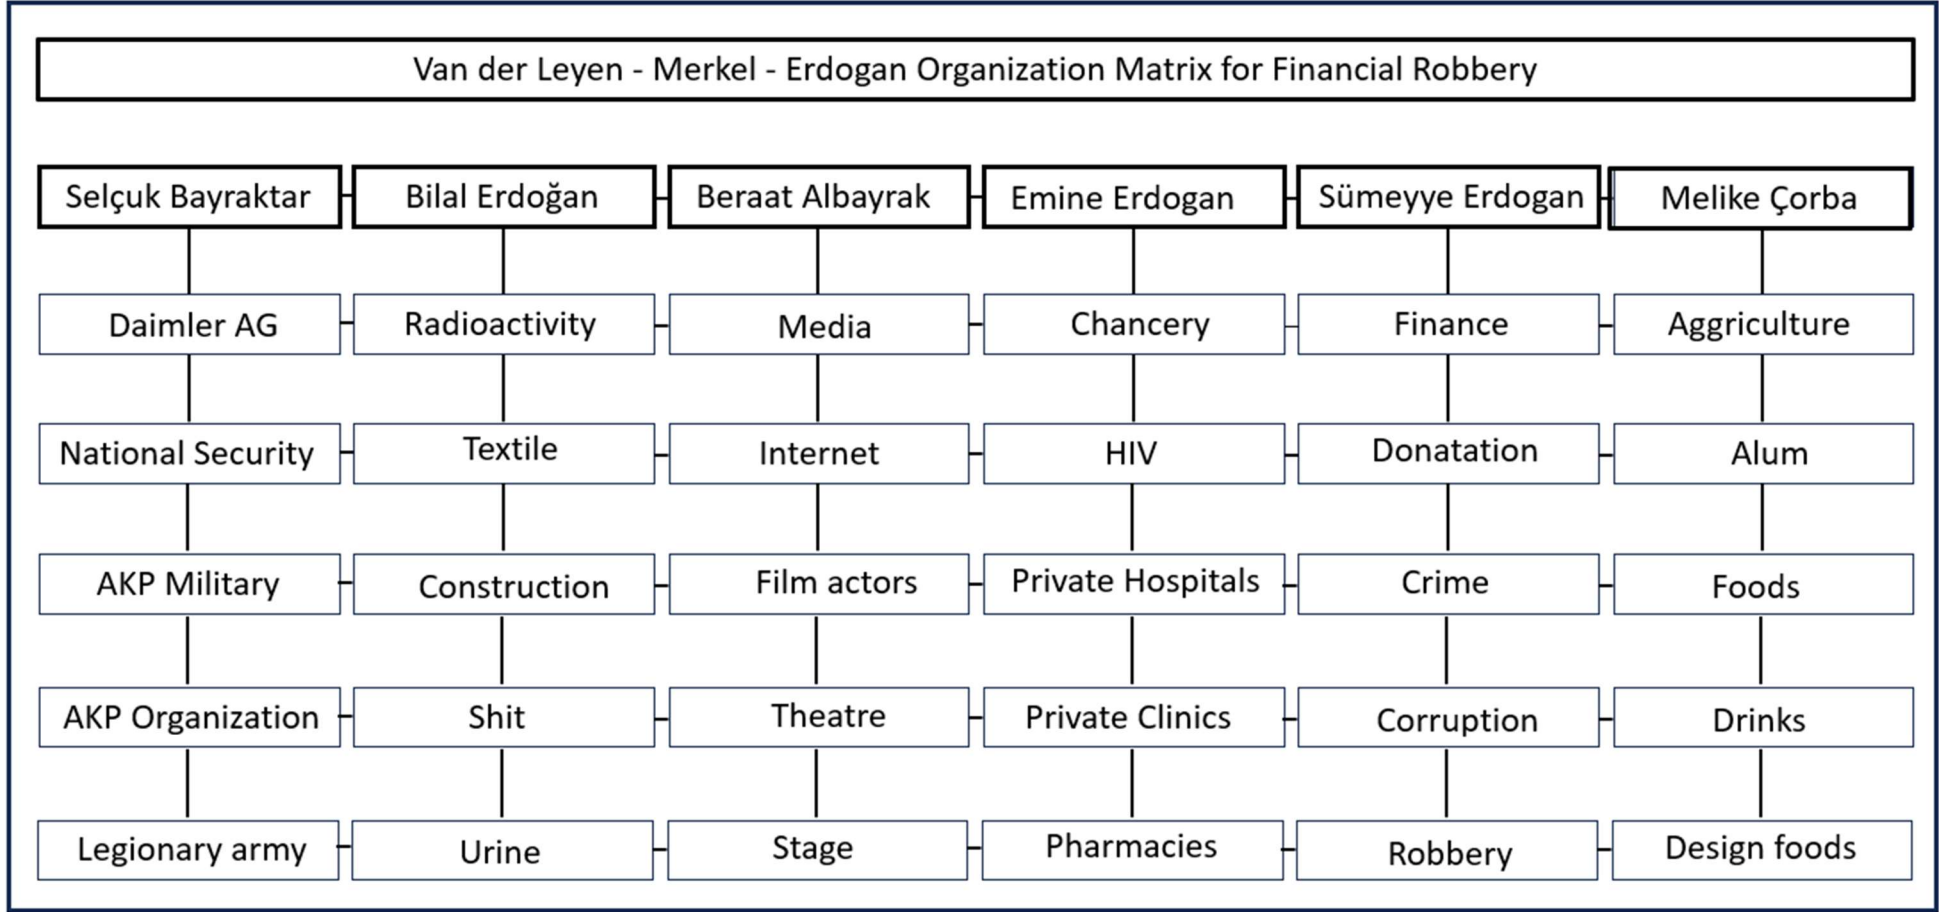 Van der Leyen - Merkel - Erdogan Organization Matrix for Financial Robbery
Selçuk Bayraktar
Bilal Erdoğan
Beraat Albayrak
Emine Erdogan
Sümeyye Erdogan
Melike Çorba
Daimler AG
Radioactivity
Media
Chancery
Finance
Aggriculture
National Security
Textile
Internet
HIV
Donatation
Alum
AKP Military
Construction
Film actors
Private Hospitals
Crime
Foods
AKP Organization
Shit
Theatre
Private Clinics
Corruption
Drinks
Legionary army
Urine
Stage
Pharmacies
Robbery
Design foods